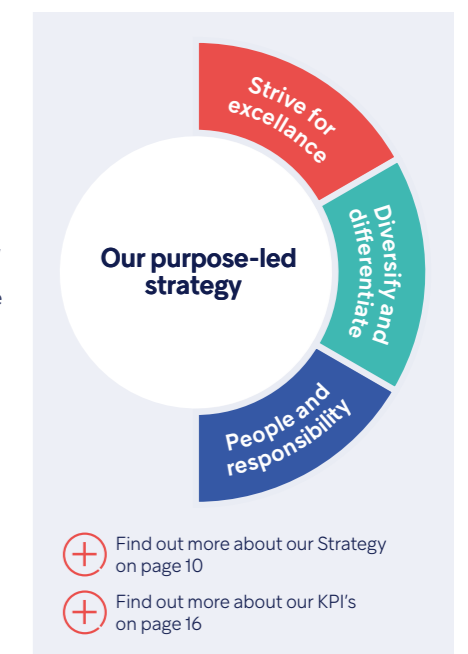 Strive for
excellance
Diversify and
differentiate
Our purpose-led
strategy
People and
responsibility
Find out more about our Strategy
on page 10
Find out more about our KPI's
on page 16